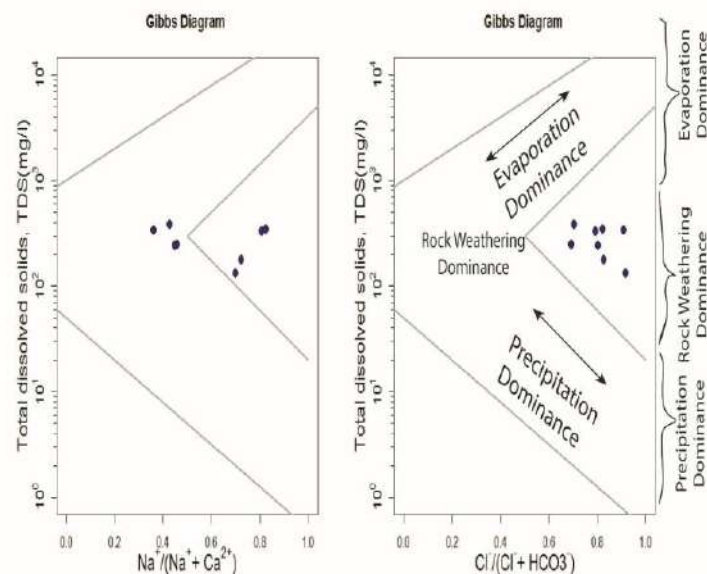 Gibbs Diagram
Total dissolved solids, TDS(mg/l)
10⁴
10³
10²
10¹
10⁰
0.0 0.2 0.4 0.6 0.8 1.0
Na⁺/(Na⁺ + Ca²⁺)
Gibbs Diagram
Total dissolved solids, TDS(mg/l)
10⁴
10³
10²
10¹
10⁰
Evaporation
Dominance
Rock Weathering
Dominance
Precipitation
Dominance
0.0 0.2 0.4 0.6 0.8 1.0
Cl⁻/(Cl⁻ + HCO3⁻)
Evaporation
Dominance
Rock Weathering
Dominance
Precipitation
Dominance